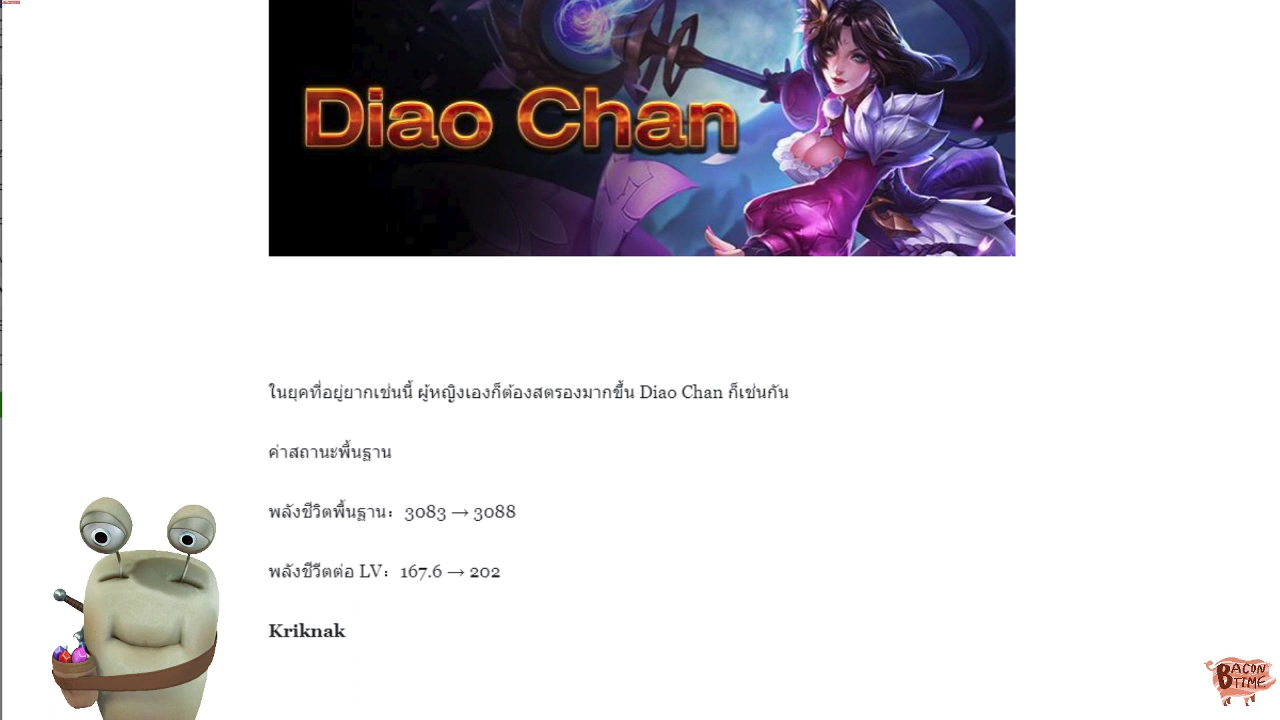 Diao Chan
ในยุคที่อยู่ยากเช่นนี้ ผู้หญิงเองก็ต้องสตรองมากขึ้น Diao Chan ก็เช่นกัน
ค่าสถานะพื้นฐาน
พลังชีวิตพื้นฐาน：3083 → 3088
พลังชีวิตต่อ LV：167.6 → 202
Kriknak
BACON
TIME